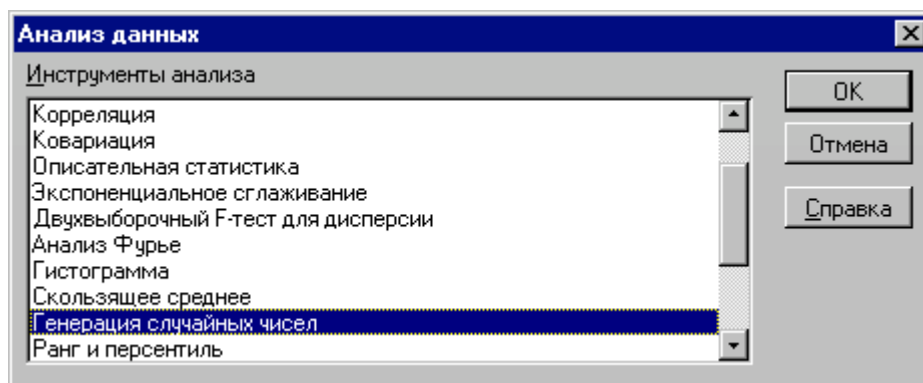 Анализ данных
Инструменты анализа
Корреляция
Ковариация
Описательная статистика
Экспоненциальное сглаживание
Двухвыборочный F-тест для дисперсии
Анализ Фурье
Гистограмма
Скользящее среднее
Генерация случайных чисел
Ранг и персентиль
OK
Отмена
Справка